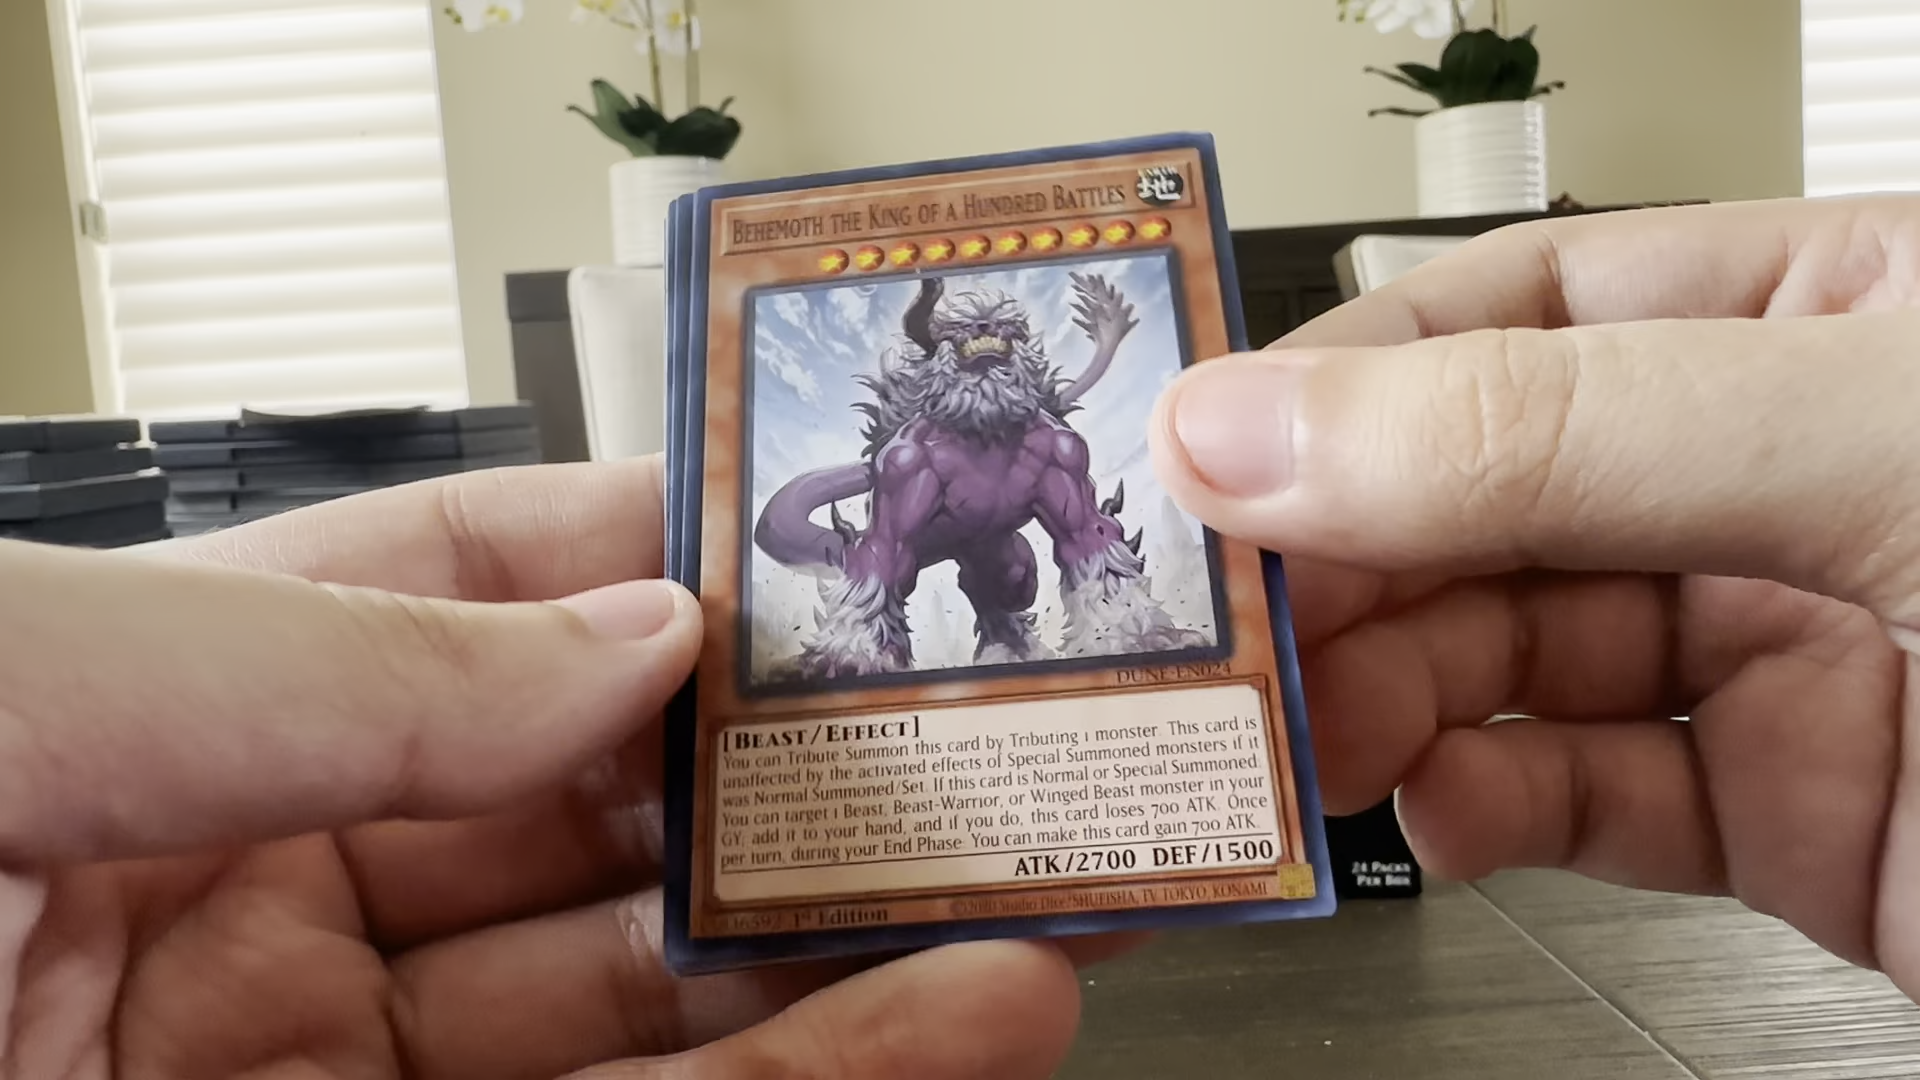 BEHEMOTH THE KING OF A HUNDRED BATTLES
EARTH
地
DUNE-EN024
[BEAST/EFFECT]
You can Tribute Summon this card by Tributing 1 monster. This card is
unaffected by the activated effects of Special Summoned monsters if it
was Normal Summoned/Set. If this card is Normal or Special Summoned:
You can target 1 Beast, Beast-Warrior, or Winged Beast monster in your
GY; add it to your hand, and if you do, this card loses 700 ATK. Once
per turn, during your End Phase: You can make this card gain 700 ATK.
ATK/2700 DEF/1500
1st Edition
©2020 Studio Dice/SHUEISHA, TV TOKYO, KONAMI
24 PACKS
PER BOX